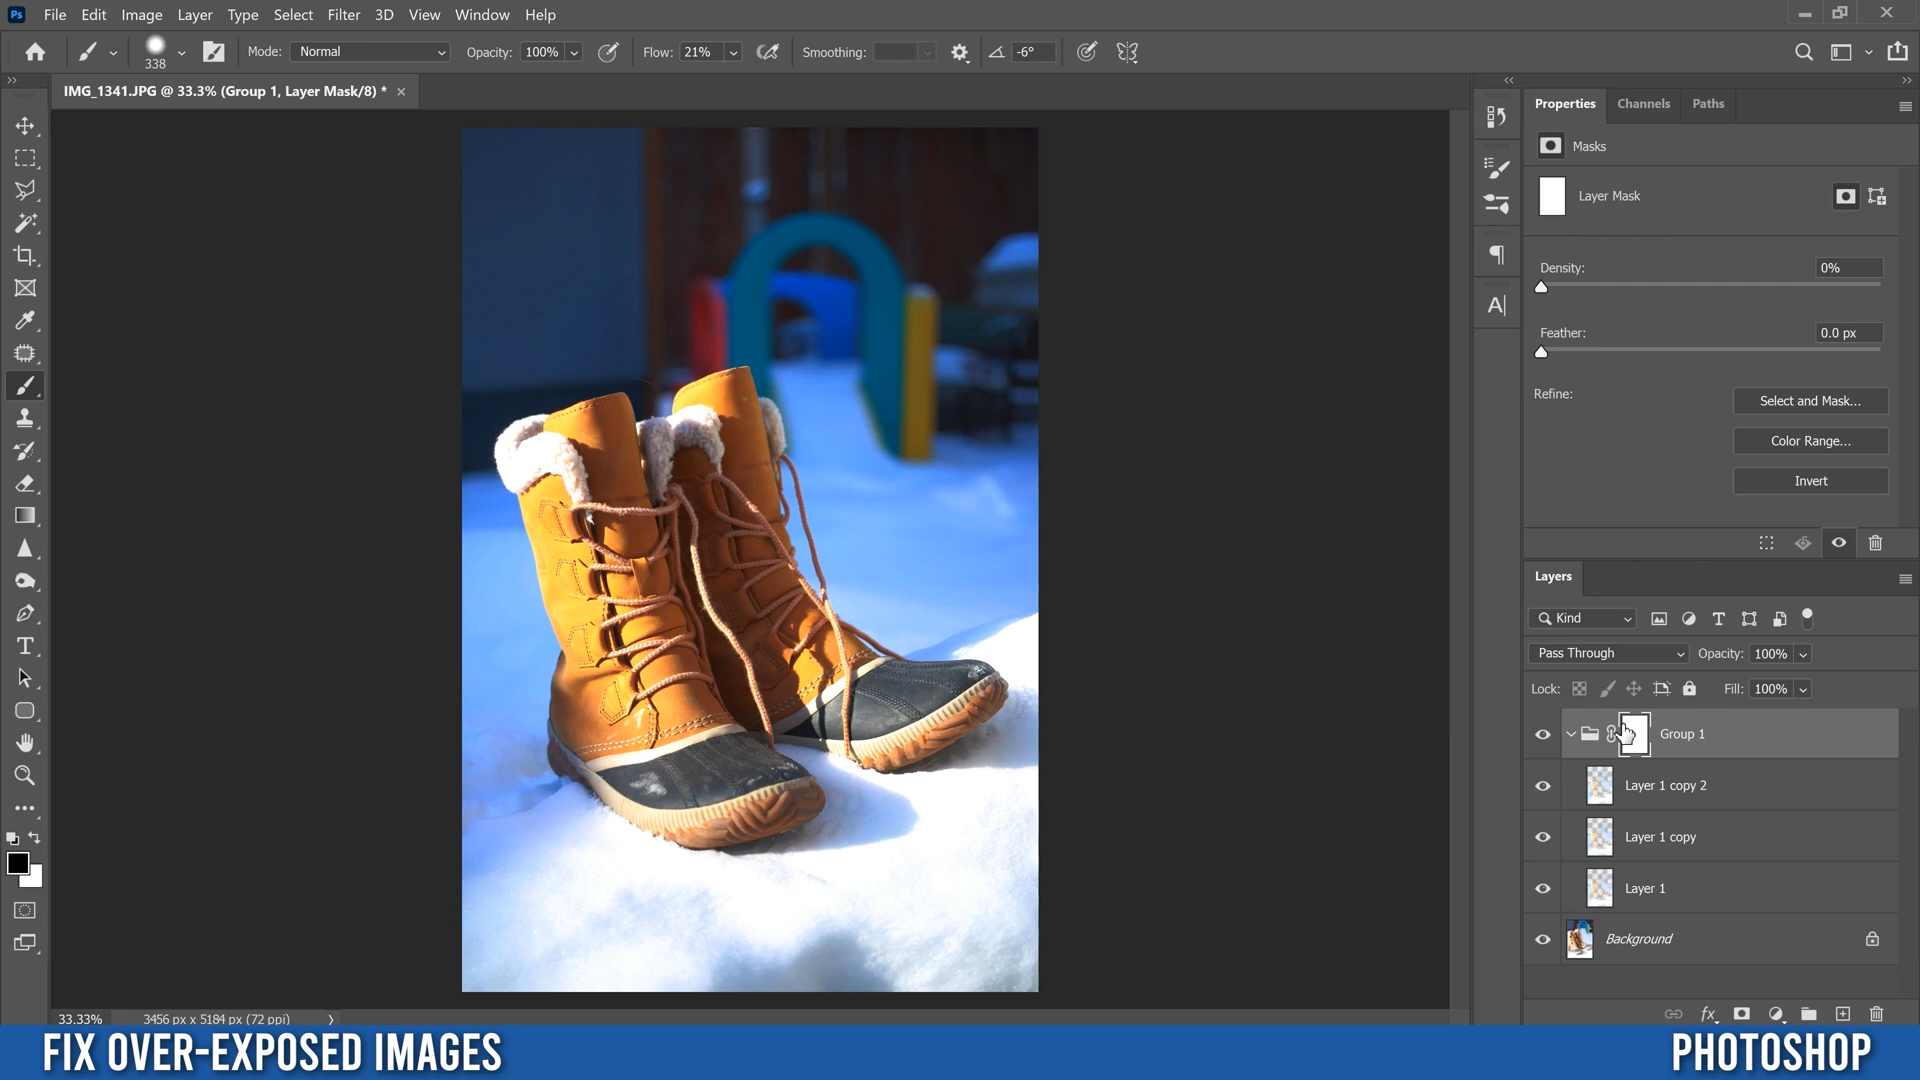 Ps File Edit Image Layer Type Select Filter 3D View Window Help
338 Mode: Normal Opacity: 100% Flow: 21% Smoothing: -6°
IMG_1341.JPG @ 33.3% (Group 1, Layer Mask/8) *
Properties Channels Paths
Masks
Layer Mask
Density: 0%
Feather: 0.0 px
Refine:
Select and Mask...
Color Range...
Invert
Layers
Kind
Pass Through Opacity: 100%
Lock: Fill: 100%
Group 1
Layer 1 copy 2
Layer 1 copy
Layer 1
Background
33.33% 3456 px x 5184 px (72 ppi)
FIX OVER-EXPOSED IMAGES
PHOTOSHOP